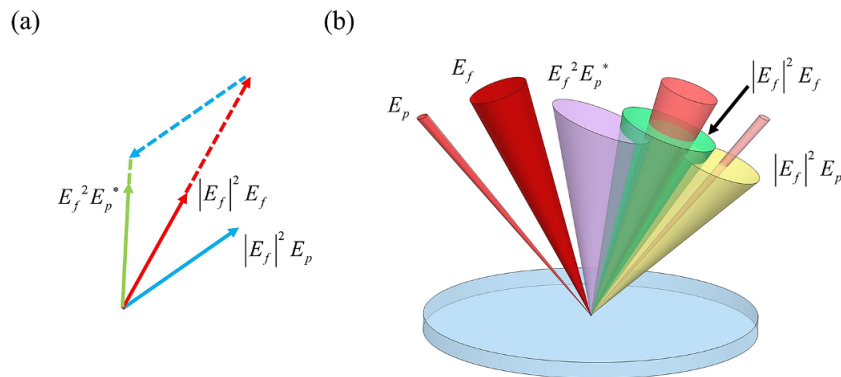 (a)
E_f^2 E_p^*
|E_f|^2 E_f
|E_f|^2 E_p
(b)
E_p
E_f
E_f^2 E_p^*
|E_f|^2 E_f
|E_f|^2 E_p